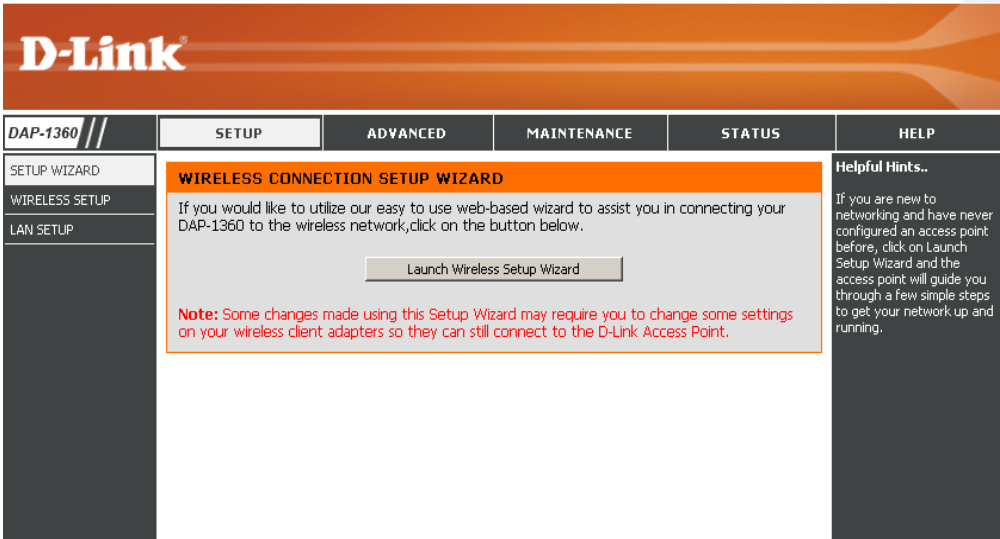 D-Link®
DAP-1360
SETUP
ADVANCED
MAINTENANCE
STATUS
HELP
SETUP WIZARD
WIRELESS SETUP
LAN SETUP
WIRELESS CONNECTION SETUP WIZARD
If you would like to utilize our easy to use web-based wizard to assist you in connecting your
DAP-1360 to the wireless network,click on the button below.
Launch Wireless Setup Wizard
Note: Some changes made using this Setup Wizard may require you to change some settings
on your wireless client adapters so they can still connect to the D-Link Access Point.
Helpful Hints..
If you are new to
networking and have never
configured an access point
before, click on Launch
Setup Wizard and the
access point will guide you
through a few simple steps
to get your network up and
running.